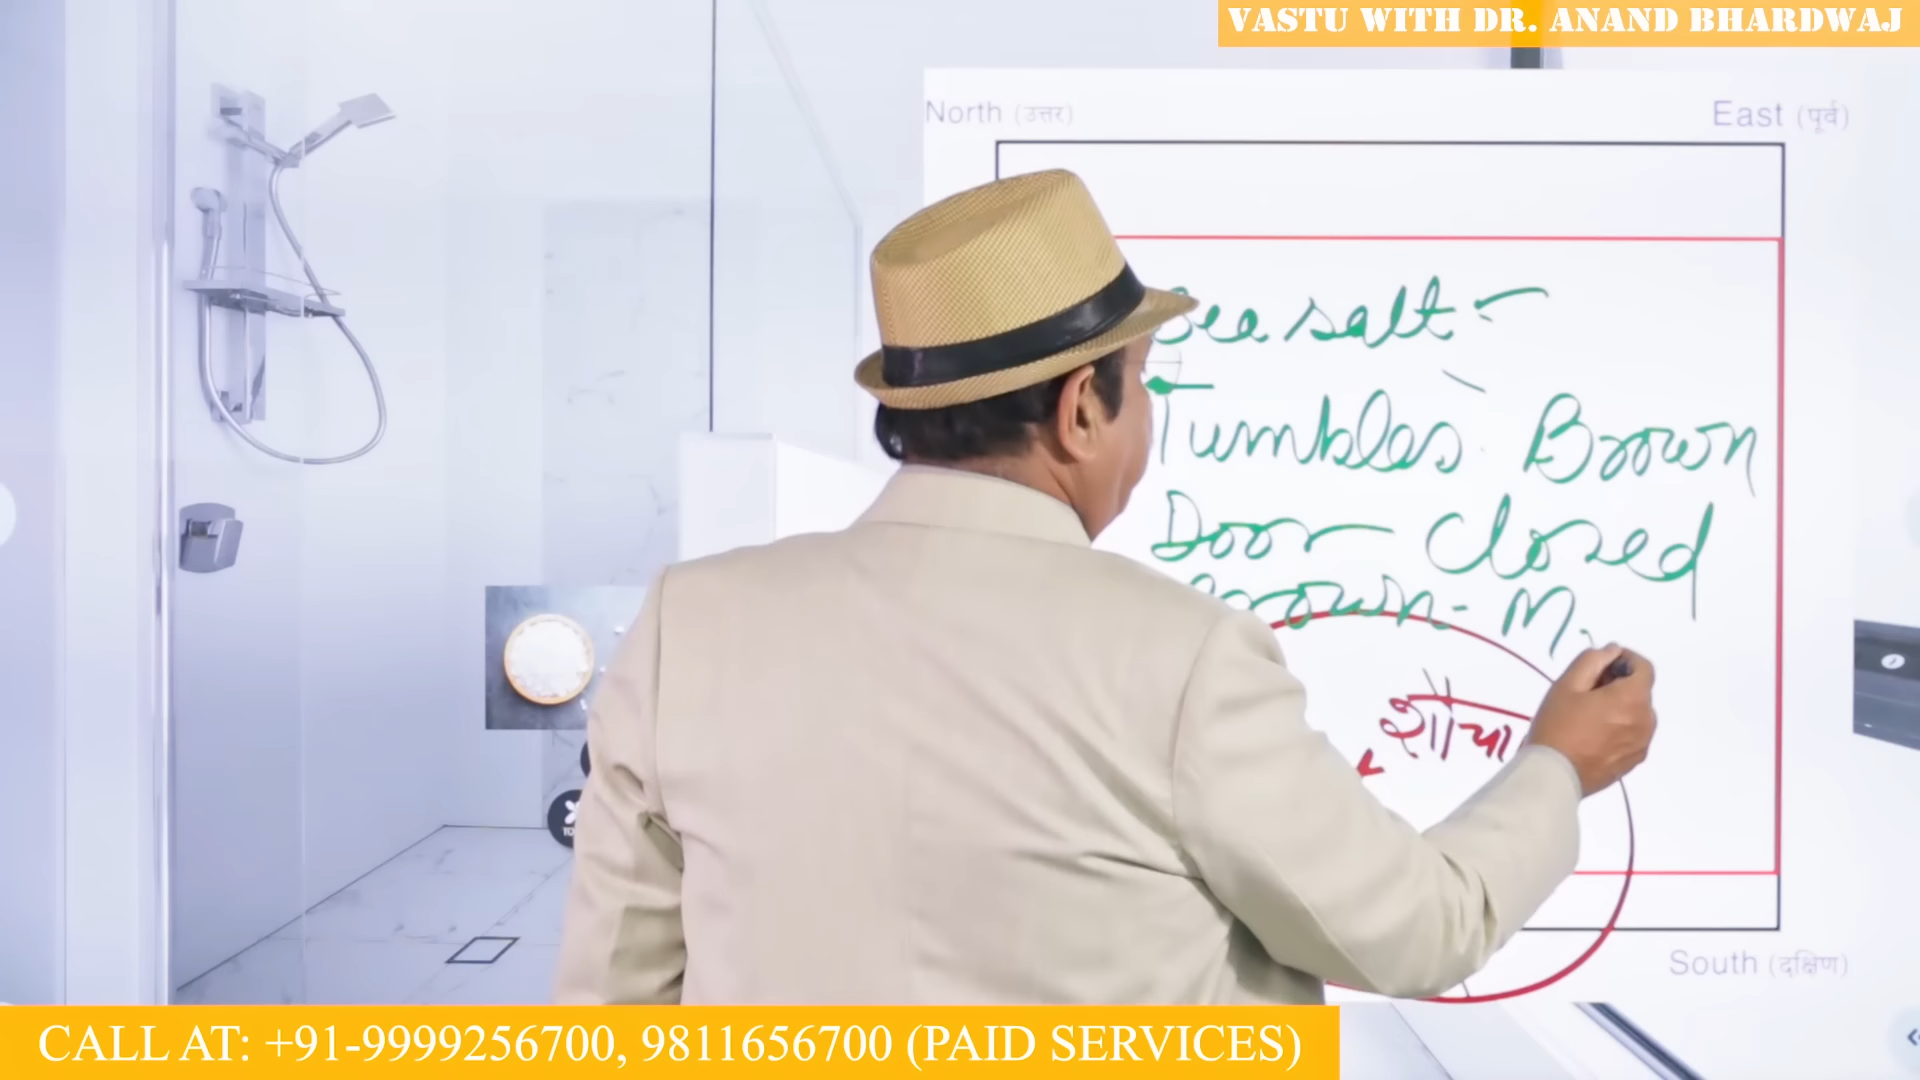 VASTU WITH DR. ANAND BHARDWAJ
North (उत्तर)
East (पूर्व)
Sea salt -
Tumbles Brown
Door closed
Brown - M.
शौचा
South (दक्षिण)
CALL AT: +91-9999256700, 9811656700 (PAID SERVICES)